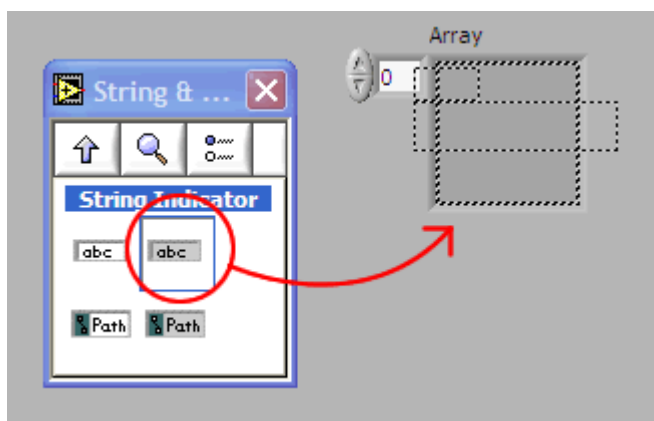 Array
0
String & ...
String Indicator
abc
abc
Path
Path